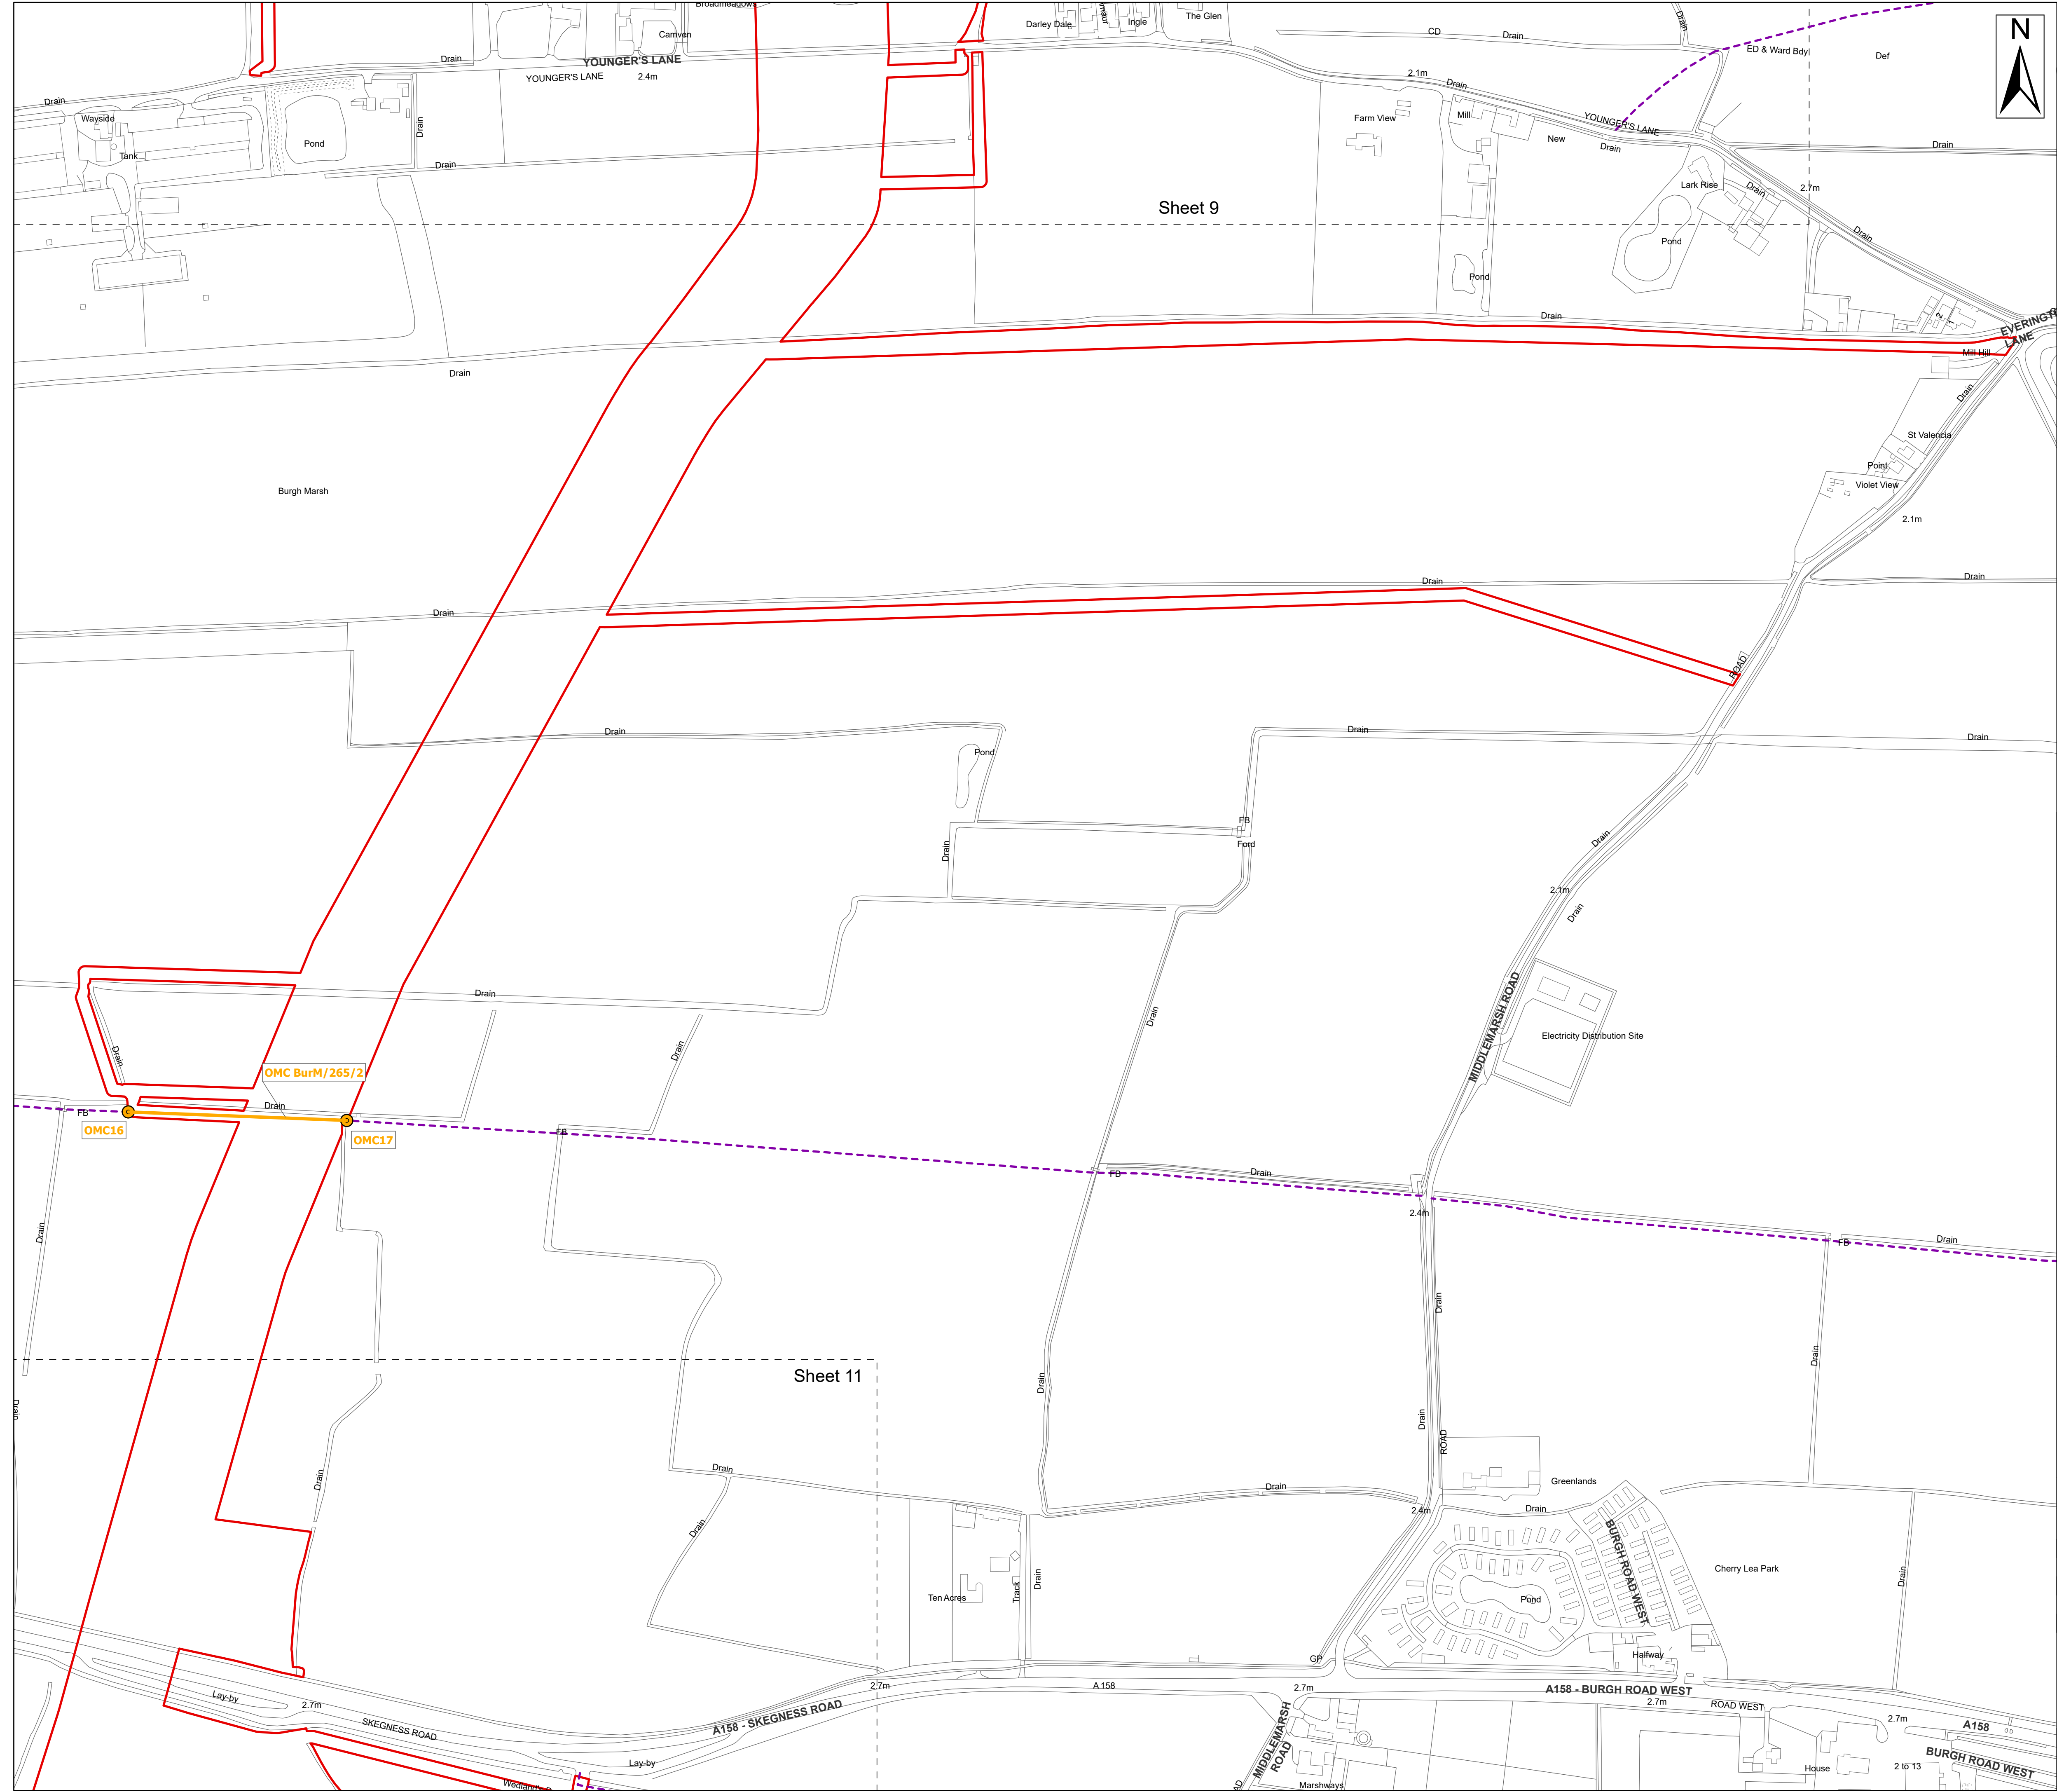 Broadmeadows
Darley Dale
Ingle
The Glen
Camven
Drain
CD
Drain
N
Drain
YOUNGER'S LANE
YOUNGER'S LANE
2.4m
ED & Ward Bdy
Def
2.1m
Drain
Drain
Wayside
Farm View
Mill
YOUNGER'S LANE
Drain
Pond
New
Drain
Drain
Tank
Drain
Lark Rise
Drain
2.7m
Sheet 9
Drain
Pond
Pond
Drain
2
1
EVERINGT
LANE
Mill Hill
Drain
Drain
St Valencia
Point
Violet View
Burgh Marsh
2.1m
Drain
Drain
Drain
ROAD
Drain
Drain
Drain
Pond
FB
Ford
Drain
Drain
2.1m
Drain
Drain
Drain
MIDDLEMARSH ROAD
Electricity Distribution Site
Drain
Drain
OMC BurM/265/2
Drain
FB
C
OMC16
OMC17
FB
FB
Drain
2.4m
FB
Drain
Drain
Drain
Drain
Sheet 11
Drain
Drain
Drain
Drain
ROAD
Drain
Drain
Drain
Greenlands
2.4m
Drain
Drain
BURGH ROAD WEST
Cherry Lea Park
Drain
Ten Acres
Track
Drain
Pond
Halfway
GP
Lay-by
2.7m
SKEGNESS ROAD
A158 - SKEGNESS ROAD
2.7m
A 158
2.7m
A158 - BURGH ROAD WEST
2.7m
ROAD WEST
2.7m
A158
MIDDLEMARSH
ROAD
Lay-by
House
2 to 13
BURGH ROAD WEST
Marshways